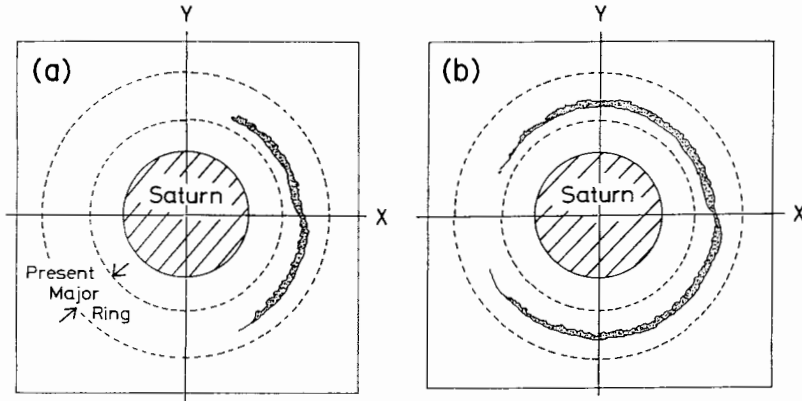 Y
(a)
Saturn
X
Present
Major
Ring
Y
(b)
Saturn
X